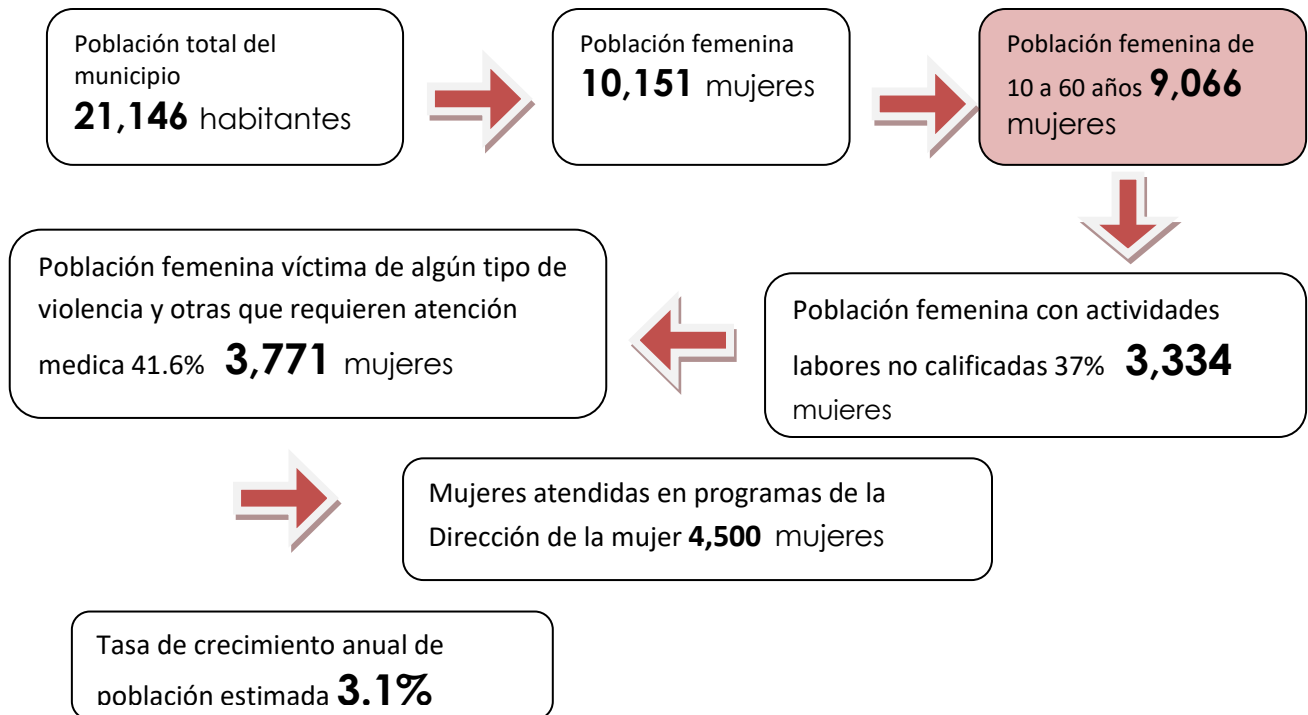 Población total del
municipio
21,146 habitantes
Población femenina
10,151 mujeres
Población femenina de
10 a 60 años 9,066
mujeres
Población femenina con actividades
labores no calificadas 37% 3,334
mujeres
Población femenina víctima de algún tipo de
violencia y otras que requieren atención
medica 41.6% 3,771 mujeres
Mujeres atendidas en programas de la
Dirección de la mujer 4,500 mujeres
Tasa de crecimiento anual de
población estimada 3.1%